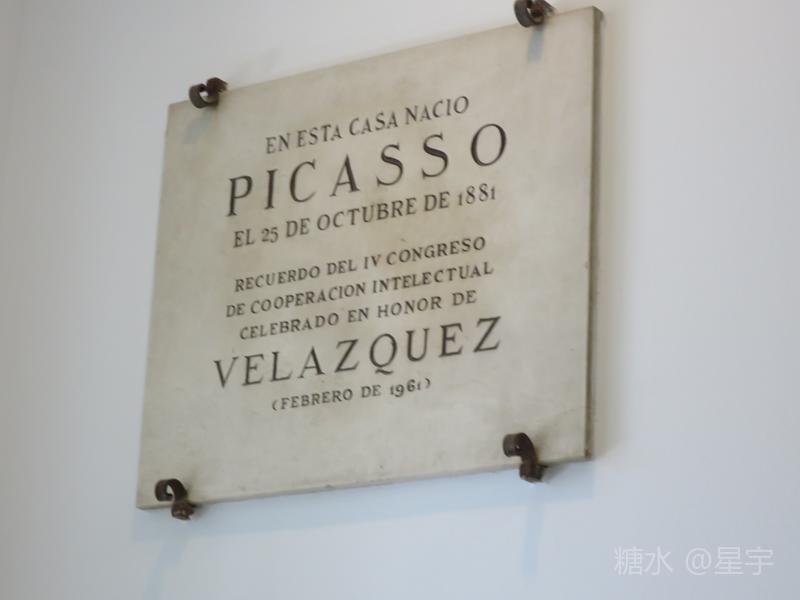 EN ESTA CASA NACIO
PICASSO
EL 25 DE OCTUBRE DE 1881
RECUERDO DEL IV CONGRESO
DE COOPERACION INTELECTUAL
CELEBRADO EN HONOR DE
VELAZQUEZ
(FEBRERO DE 1961)
糖水 @星宇